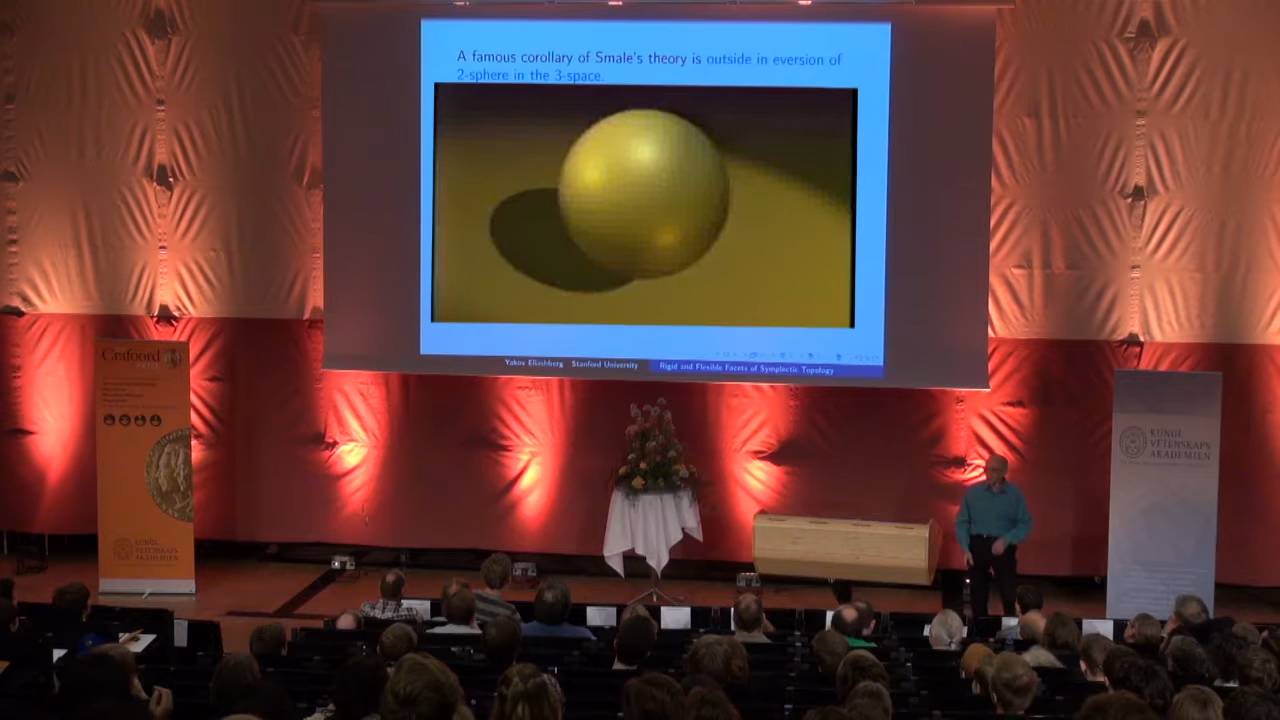 A famous corollary of Smale's theory is outside in eversion of
2-sphere in the 3-space.
Yakov Eliashberg Stanford University
Rigid and Flexible Facets of Symplectic Topology
Crafoord
PRIZE
KUNGL.
VETENSKAPS
AKADEMIEN
KUNGL.
VETENSKAPS
AKADEMIEN